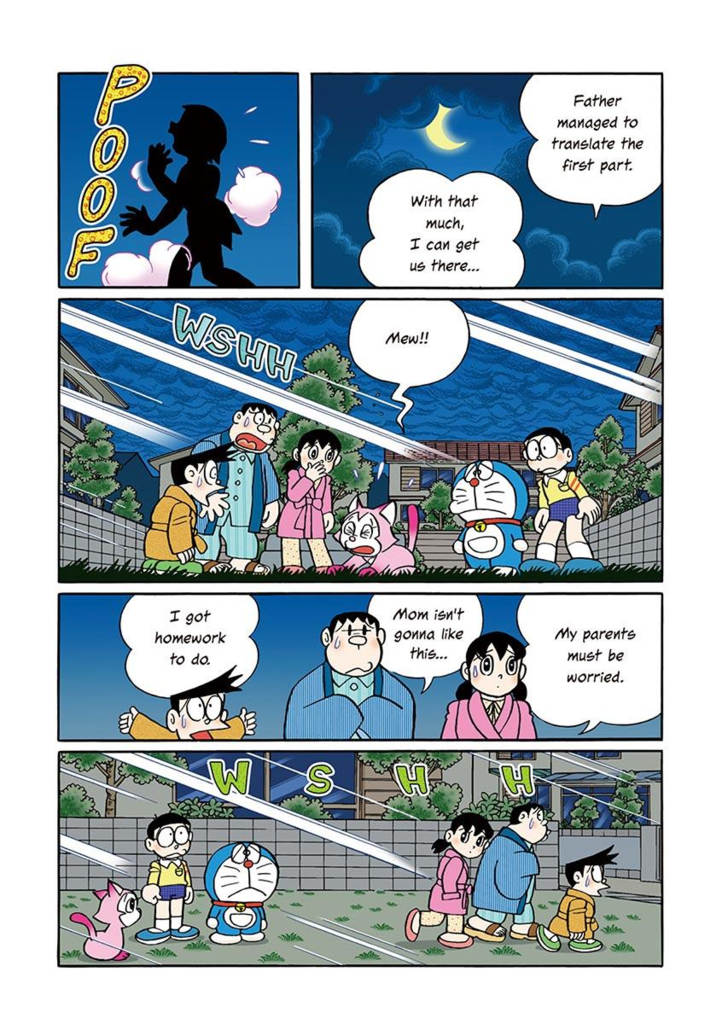 POOF
Father
managed to
translate the
first part.
With that
much,
I can get
us there...
WSHH
Mew!!
I got
homework
to do.
Mom isn't
gonna like
this...
My parents
must be
worried.
WSHH